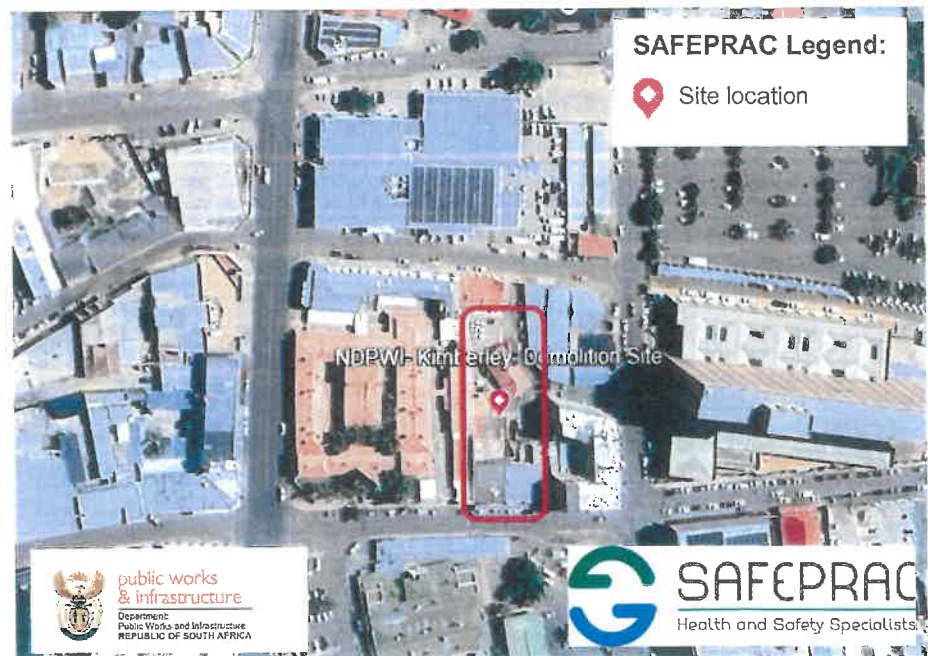 SAFEPRAC Legend:
Site location
NDPWI- Kimberley- Demolition Site
public works
& infrastructure
Department:
Public Works and Infrastructure
REPUBLIC OF SOUTH AFRICA
SAFEPRAC
Health and Safety Specialists